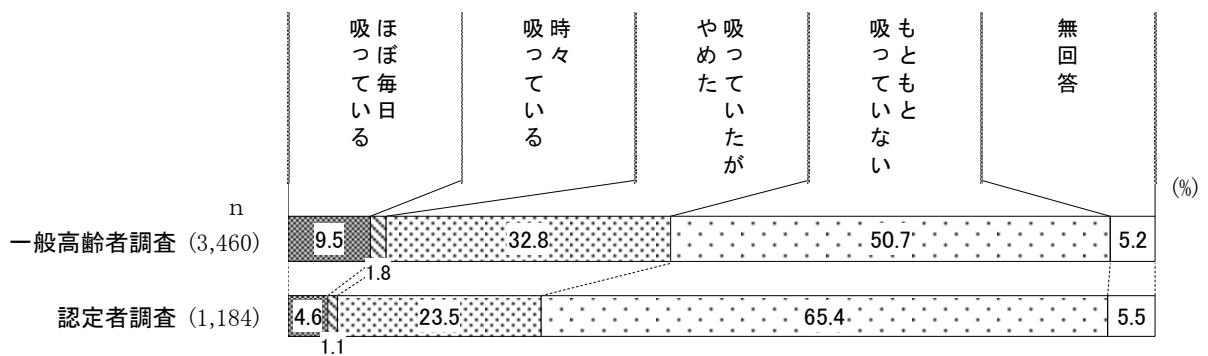 ほぼ毎日
吸っている
時々
吸っている
吸っていたが
やめた
もともと
吸っていない
無回答
(%)
n
一般高齢者調査 (3,460)
9.5
1.8
32.8
50.7
5.2
認定者調査 (1,184)
4.6
1.1
23.5
65.4
5.5